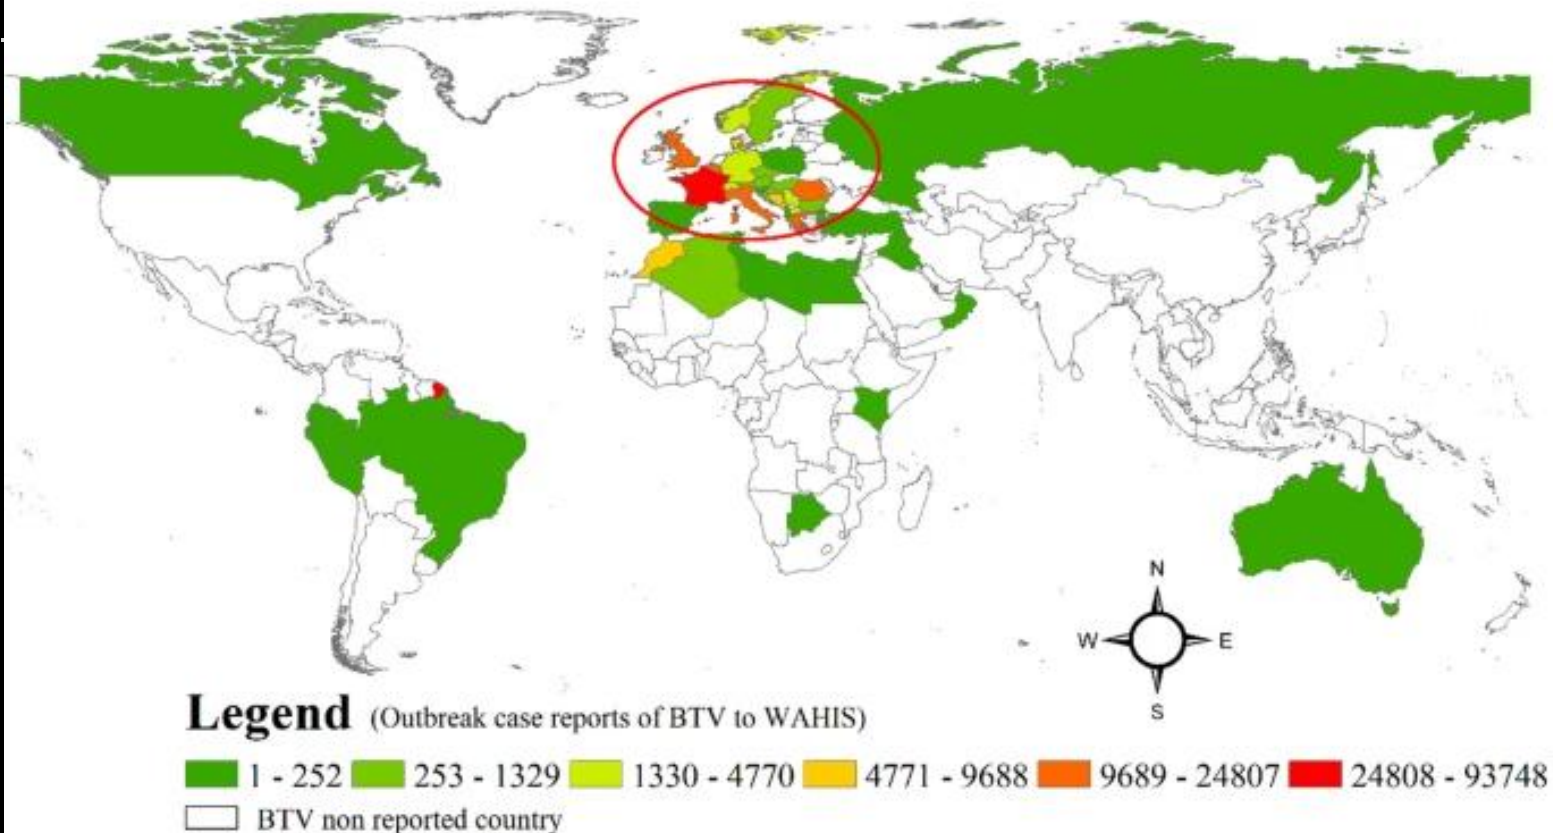 N
W E
S
Legend (Outbreak case reports of BTV to WAHIS)
1 - 252 253 - 1329 1330 - 4770 4771 - 9688 9689 - 24807 24808 - 93748
BTV non reported country